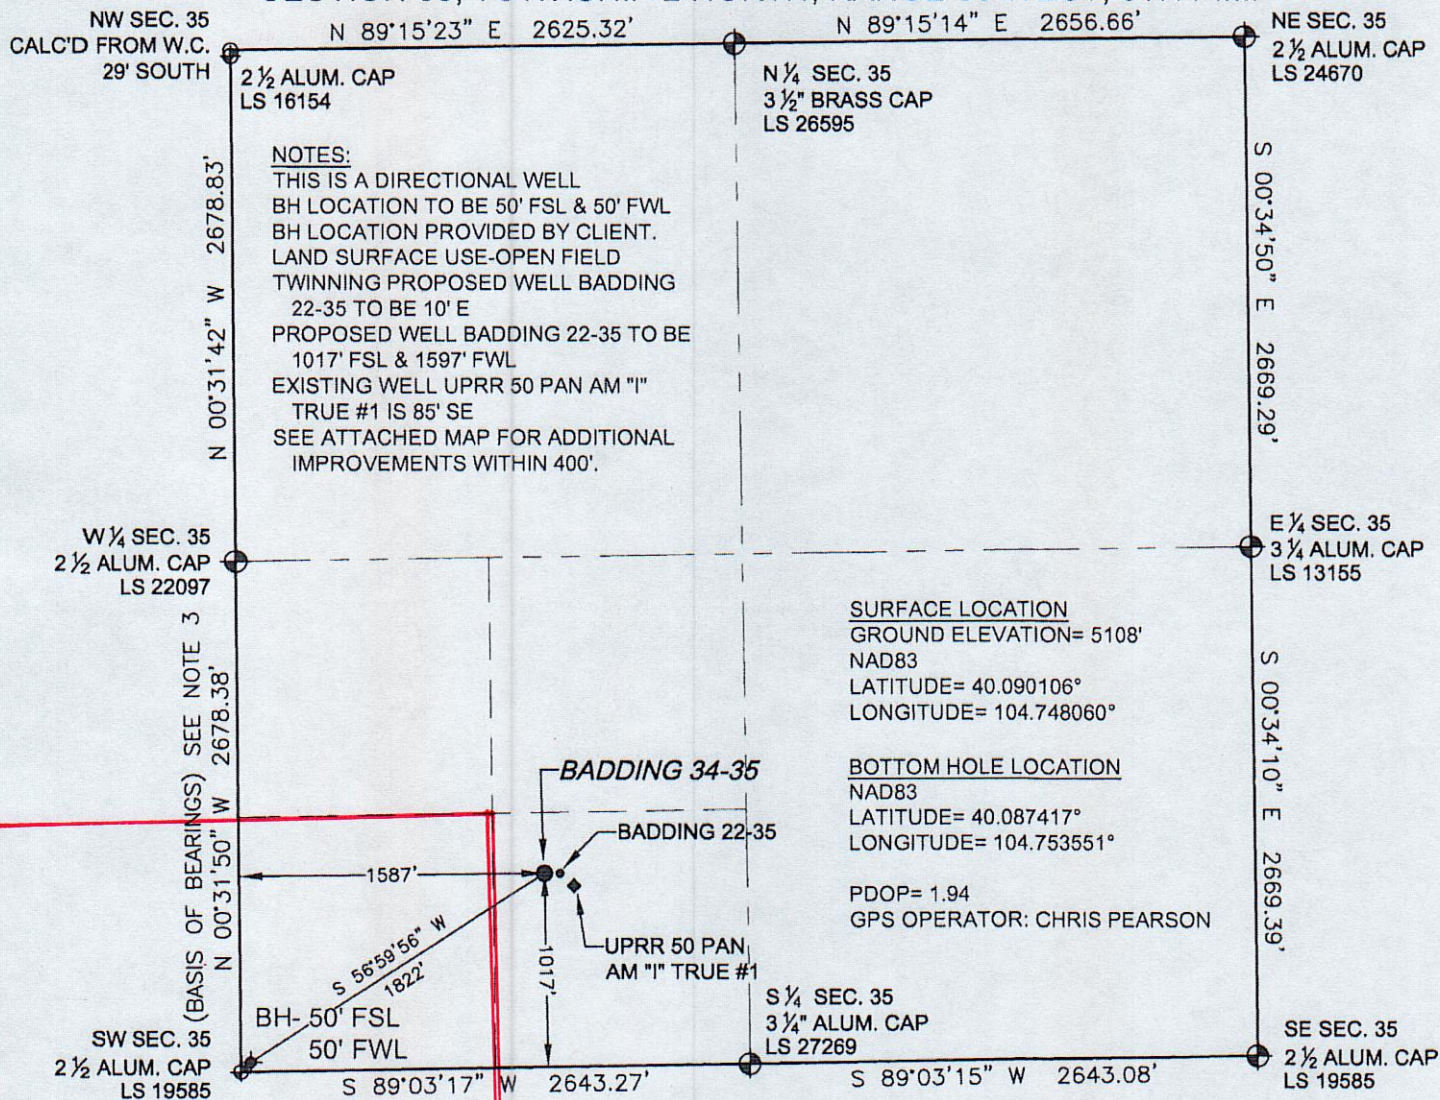 NW SEC. 35
CALC'D FROM W.C.
29' SOUTH
2 ½ ALUM. CAP
LS 16154
N 89°15'23" E 2625.32'
N 89°15'14" E 2656.66'
NE SEC. 35
2 ½ ALUM. CAP
LS 24670
N ¼ SEC. 35
3 ½" BRASS CAP
LS 26595
NOTES:
THIS IS A DIRECTIONAL WELL
BH LOCATION TO BE 50' FSL & 50' FWL
BH LOCATION PROVIDED BY CLIENT.
LAND SURFACE USE-OPEN FIELD
TWINNING PROPOSED WELL BADDING
22-35 TO BE 10' E
PROPOSED WELL BADDING 22-35 TO BE
1017' FSL & 1597' FWL
EXISTING WELL UPRR 50 PAN AM "I"
TRUE #1 IS 85' SE
SEE ATTACHED MAP FOR ADDITIONAL
IMPROVEMENTS WITHIN 400'.
N 00°31'42" W 2678.83'
S 00°34'50" E 2669.29'
W ¼ SEC. 35
2 ½ ALUM. CAP
LS 22097
E ¼ SEC. 35
3 ¼ ALUM. CAP
LS 13155
(BASIS OF BEARINGS) SEE NOTE 3
N 00°31'50" W 2678.38'
SURFACE LOCATION
GROUND ELEVATION= 5108'
NAD83
LATITUDE= 40.090106°
LONGITUDE= 104.748060°
BOTTOM HOLE LOCATION
NAD83
LATITUDE= 40.087417°
LONGITUDE= 104.753551°
PDOP= 1.94
GPS OPERATOR: CHRIS PEARSON
S 00°34'10" E 2669.39'
BADDING 34-35
BADDING 22-35
1587'
1017'
UPRR 50 PAN
AM "I" TRUE #1
S 56°59'56" W
1822'
BH- 50' FSL
50' FWL
SW SEC. 35
2 ½ ALUM. CAP
LS 19585
S 89°03'17" W 2643.27'
S ¼ SEC. 35
3 ¼" ALUM. CAP
LS 27269
S 89°03'15" W 2643.08'
SE SEC. 35
2 ½ ALUM. CAP
LS 19585